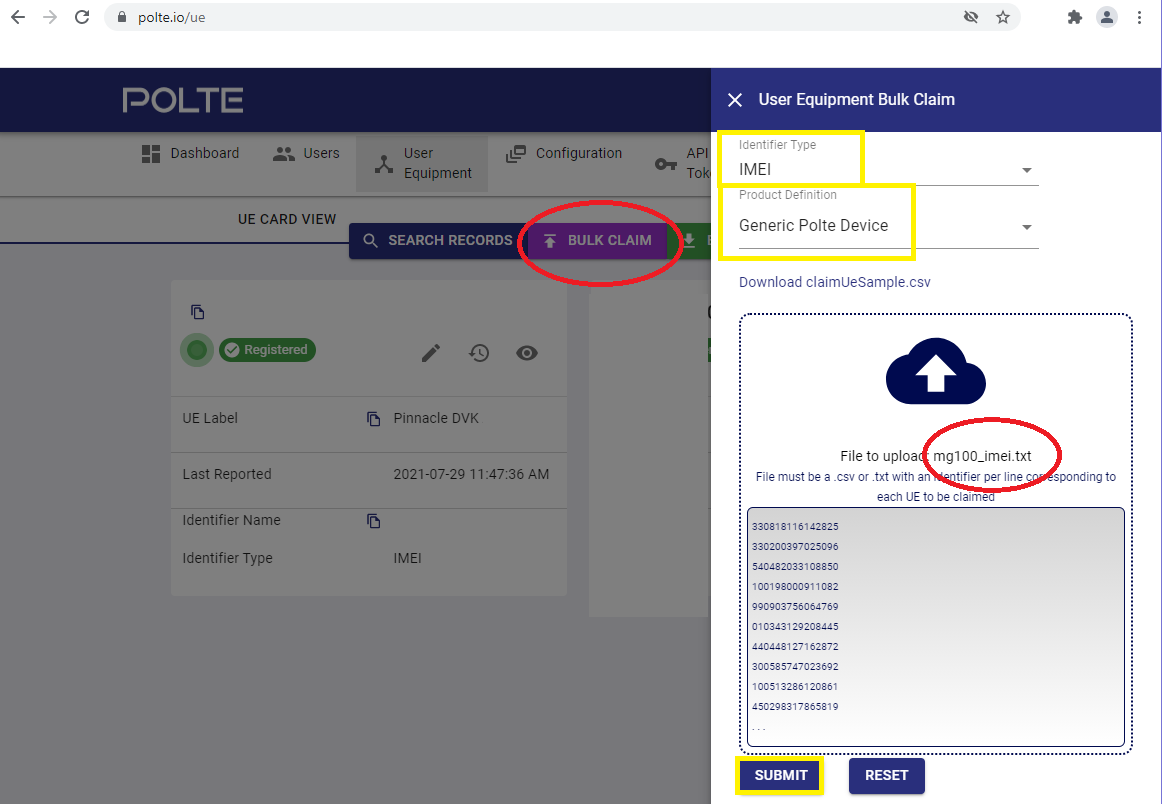 polte.io/ue
POLTE
User Equipment Bulk Claim
Dashboard
Users
User
Equipment
Configuration
API
Tok
UE CARD VIEW
SEARCH RECORDS
BULK CLAIM
Identifier Type
IMEI
Product Definition
Generic Polte Device
Download claimUeSample.csv
Registered
UE Label
Pinnacle DVK
Last Reported
2021-07-29 11:47:36 AM
Identifier Name
Identifier Type
IMEI
File to upload: mg100_imei.txt
File must be a .csv or .txt with an identifier per line corresponding to
each UE to be claimed
330818116142825
330200397025096
540482033108850
100198000911082
990903756064769
010343129208445
440448127162872
300585747023692
100513286120861
450298317865819
...
SUBMIT
RESET